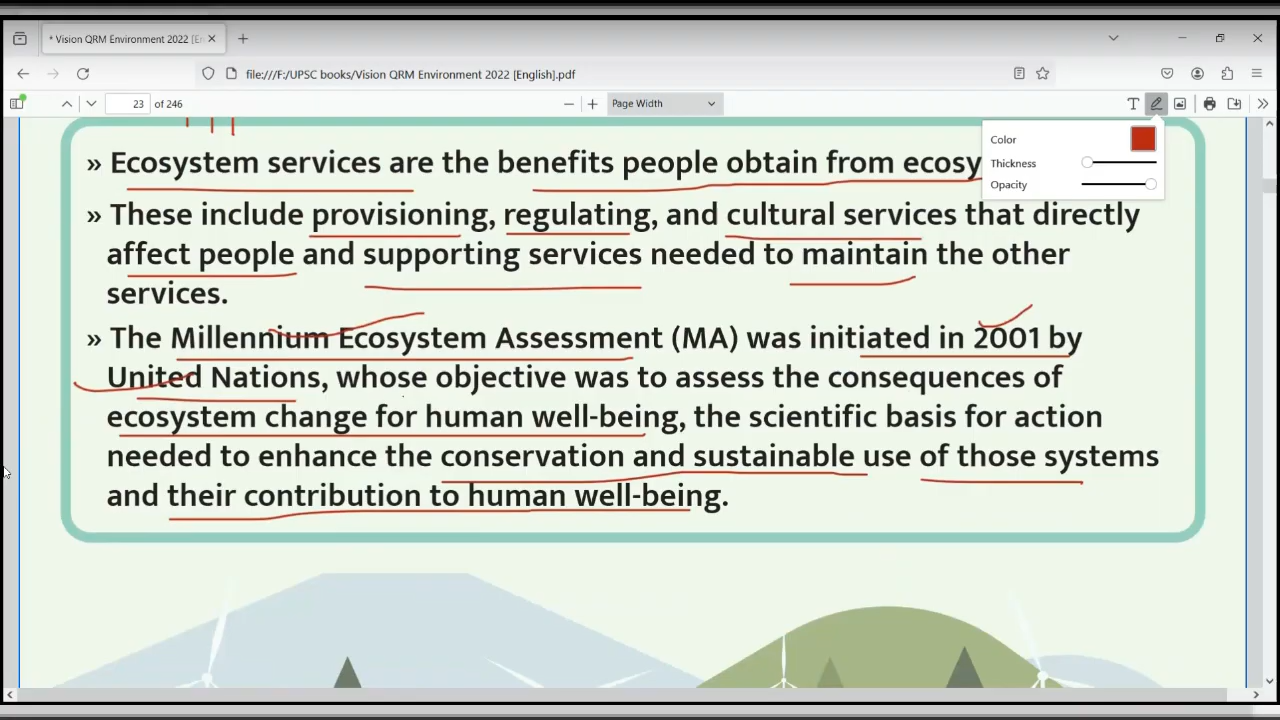 * Vision QRM Environment 2022 [En
file:///F:/UPSC books/Vision QRM Environment 2022 [English].pdf
23 of 246
Page Width
Color
Thickness
Opacity
» Ecosystem services are the benefits people obtain from ecosy
» These include provisioning, regulating, and cultural services that directly
affect people and supporting services needed to maintain the other
services.
» The Millennium Ecosystem Assessment (MA) was initiated in 2001 by
United Nations, whose objective was to assess the consequences of
ecosystem change for human well-being, the scientific basis for action
needed to enhance the conservation and sustainable use of those systems
and their contribution to human well-being.